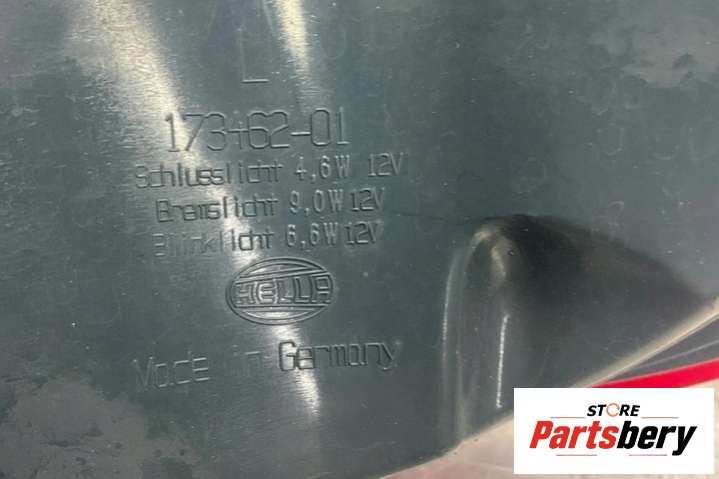 L
173462-01
Schlusslicht 4,6W 12V
Bremslicht 9,0W 12V
Blinklicht 6,6W 12V
HELLA
Made in Germany
STORE
Partsbery